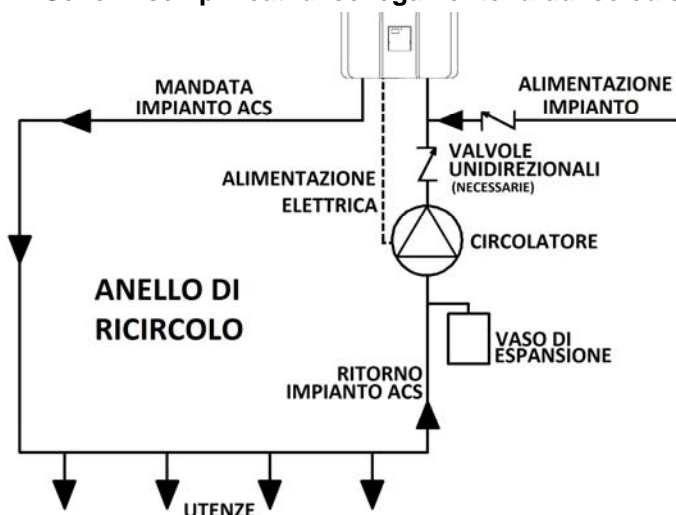 MANDATA
IMPIANTO ACS
ALIMENTAZIONE
IMPIANTO
VALVOLE
UNIDIREZIONALI
(NECESSARIE)
ALIMENTAZIONE
ELETTRICA
CIRCOLATORE
ANELLO DI
RICIRCOLO
VASO DI
ESPANSIONE
RITORNO
IMPIANTO ACS
UTENZE